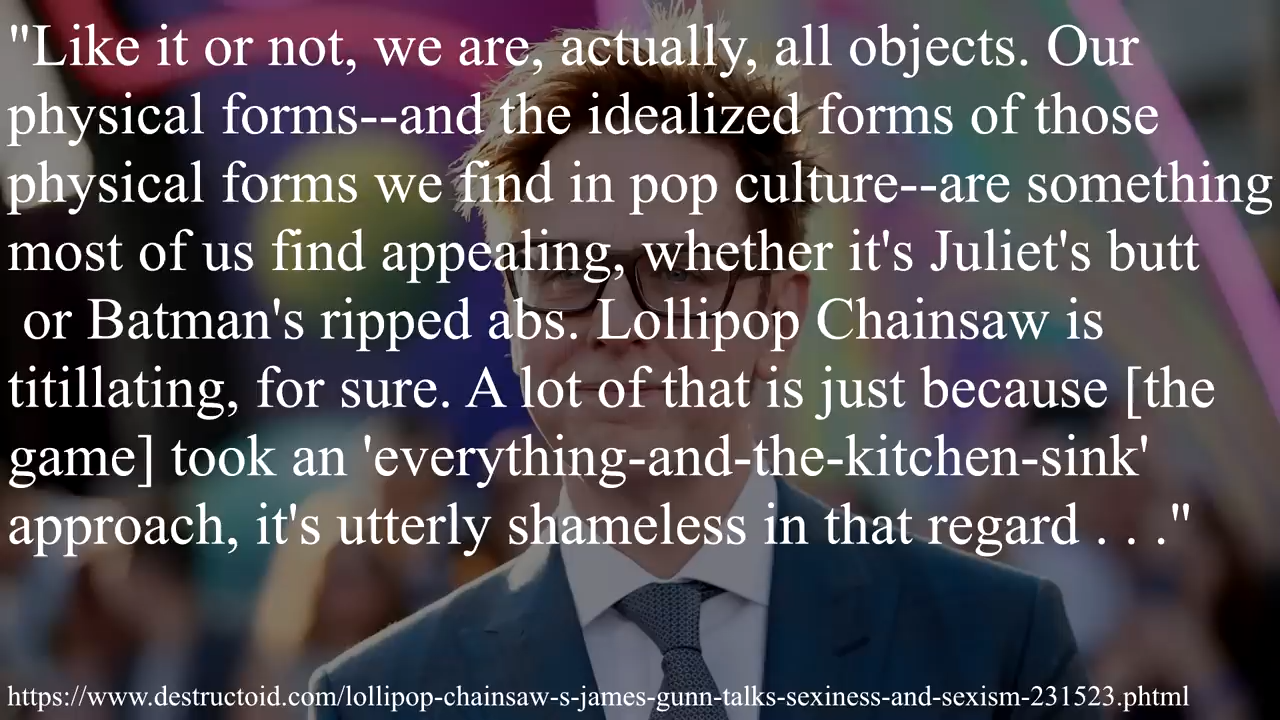 "Like it or not, we are, actually, all objects. Our
physical forms--and the idealized forms of those
physical forms we find in pop culture--are something
most of us find appealing, whether it's Juliet's butt
or Batman's ripped abs. Lollipop Chainsaw is
titillating, for sure. A lot of that is just because [the
game] took an 'everything-and-the-kitchen-sink'
approach, it's utterly shameless in that regard . . ."
https://www.destructoid.com/lollipop-chainsaw-s-james-gunn-talks-sexiness-and-sexism-231523.phtml